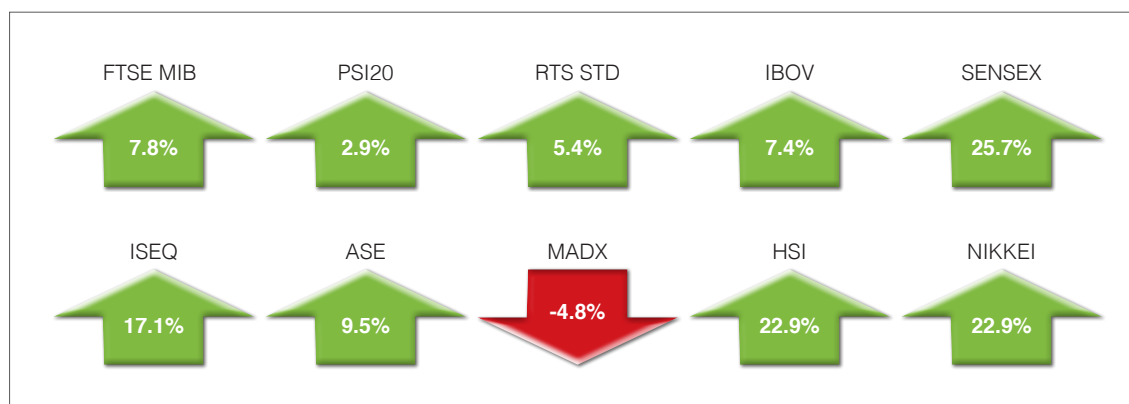 FTSE MIB PSI20 RTS STD IBOV SENSEX
7.8% 2.9% 5.4% 7.4% 25.7%
ISEQ ASE MADX HSI NIKKEI
17.1% 9.5% -4.8% 22.9% 22.9%